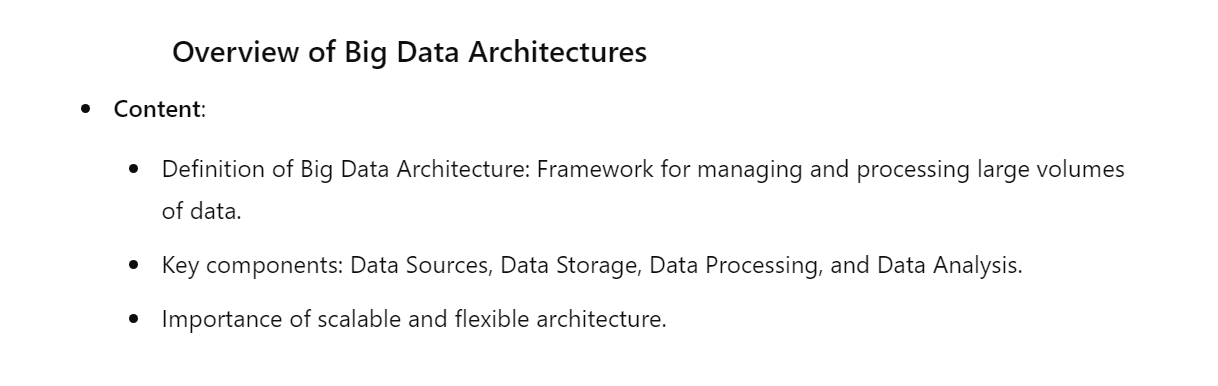 Overview of Big Data Architectures
Content:
Definition of Big Data Architecture: Framework for managing and processing large volumes
of data.
Key components: Data Sources, Data Storage, Data Processing, and Data Analysis.
Importance of scalable and flexible architecture.